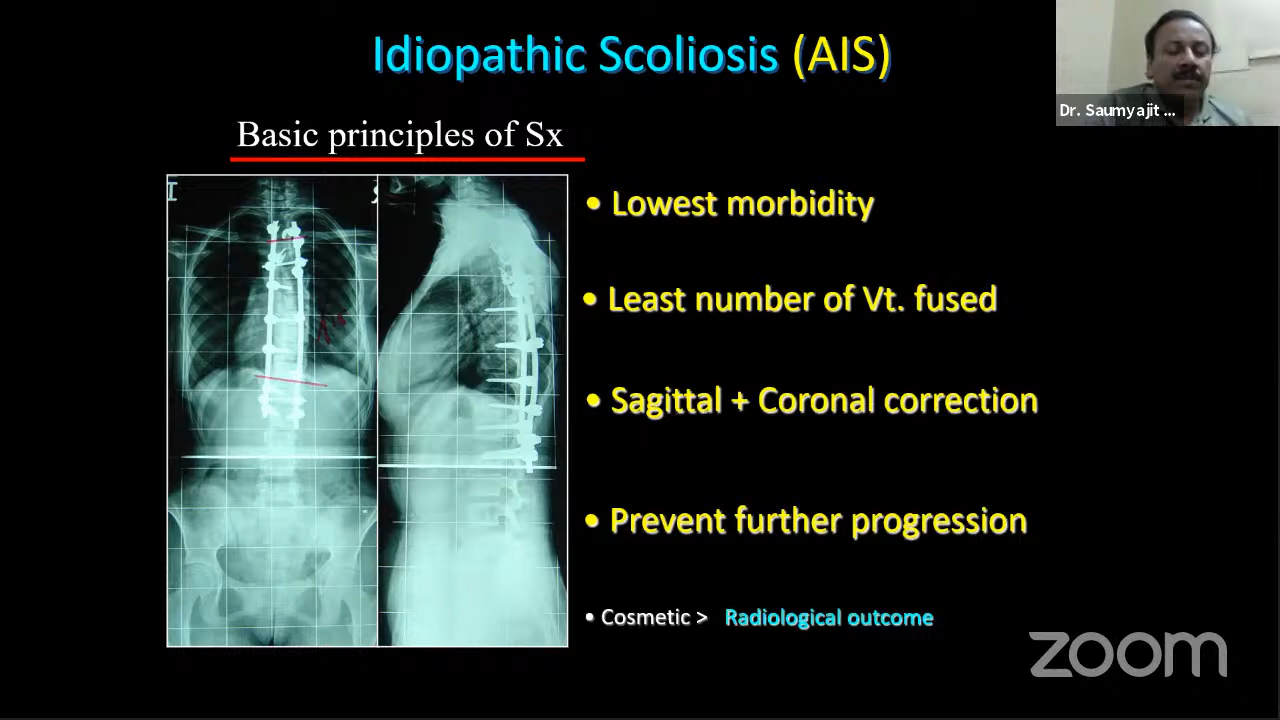 Idiopathic Scoliosis (AIS)
Dr. Saumyajit ...
Basic principles of Sx
• Lowest morbidity
• Least number of Vt. fused
• Sagittal + Coronal correction
• Prevent further progression
• Cosmetic > Radiological outcome
zoom